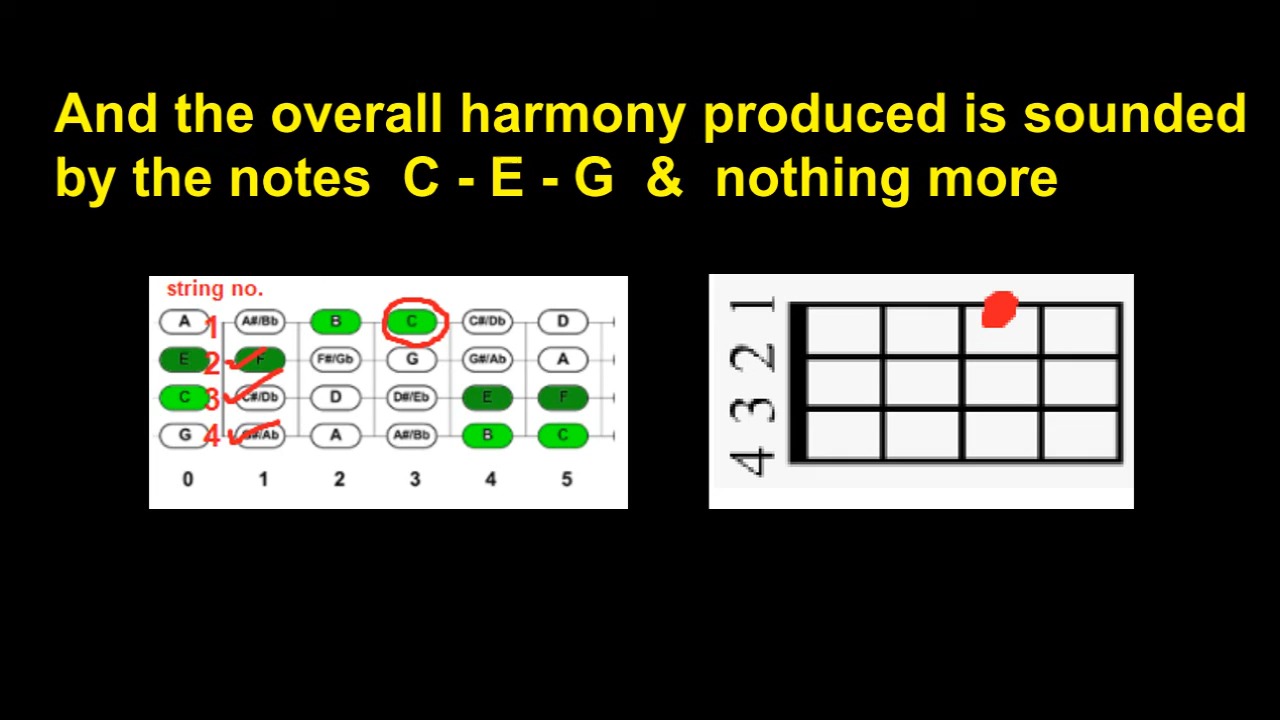 And the overall harmony produced is sounded
by the notes C - E - G & nothing more
string no.
A 1 A#/Bb B C C#/Db D
E 2 F F#/Gb G G#/Ab A
C 3 C#/Db D D#/Eb E F
G 4 G#/Ab A A#/Bb B C
0 1 2 3 4 5
1
2
3
4